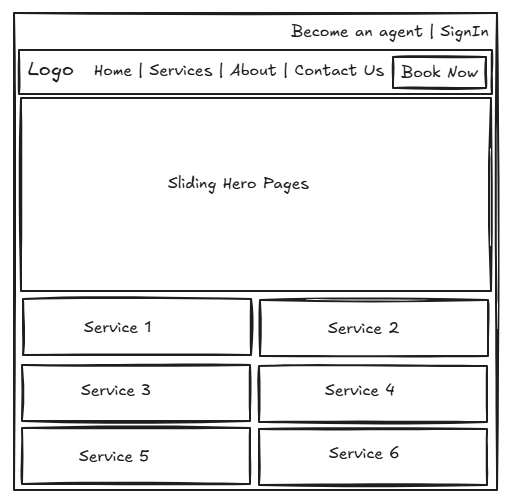 Become an agent | SignIn
Logo Home | Services | About | Contact Us Book Now
Sliding Hero Pages
Service 1 Service 2
Service 3 Service 4
Service 5 Service 6